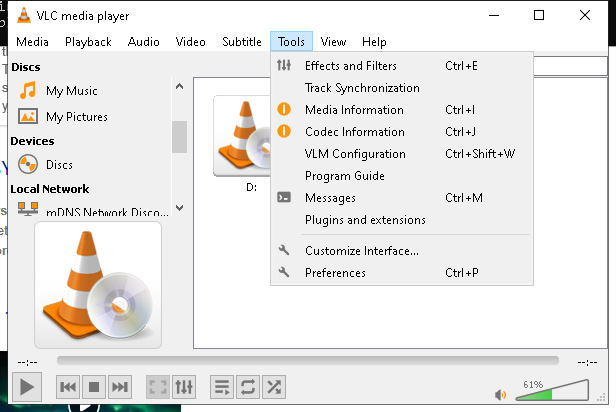 VLC media player
Media Playback Audio Video Subtitle Tools View Help
Discs
My Music
My Pictures
Devices
Discs
Local Network
mDNS Network Disco...
D:
Effects and Filters Ctrl+E
Track Synchronization
Media Information Ctrl+I
Codec Information Ctrl+J
VLM Configuration Ctrl+Shift+W
Program Guide
Messages Ctrl+M
Plugins and extensions
Customize Interface...
Preferences Ctrl+P
--:-- --:--
61%